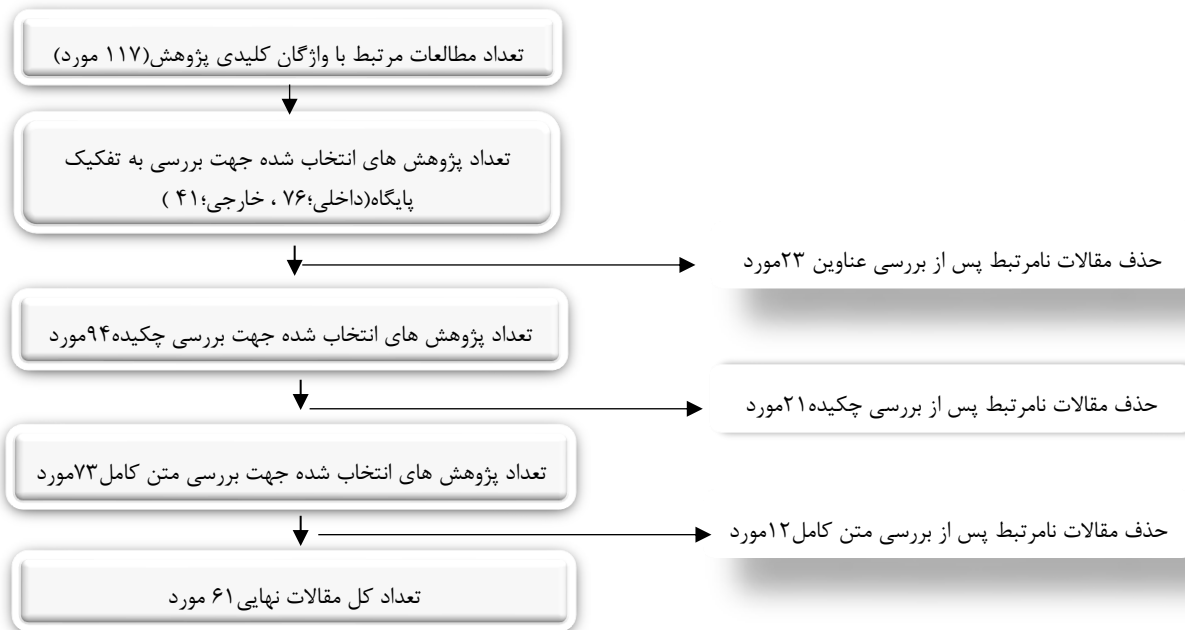 تعداد مطالعات مرتبط با واژگان کلیدی پژوهش(۱۱۷ مورد)
تعداد پژوهش های انتخاب شده جهت بررسی به تفکیک
پایگاه(داخلی؛۷۶ ، خارجی؛۴۱ )
حذف مقالات نامرتبط پس از بررسی عناوین ۲۳مورد
تعداد پژوهش های انتخاب شده جهت بررسی چکیده۹۴مورد
حذف مقالات نامرتبط پس از بررسی چکیده۲۱مورد
تعداد پژوهش های انتخاب شده جهت بررسی متن کامل۷۳مورد
حذف مقالات نامرتبط پس از بررسی متن کامل۱۲مورد
تعداد کل مقالات نهایی۶۱ مورد